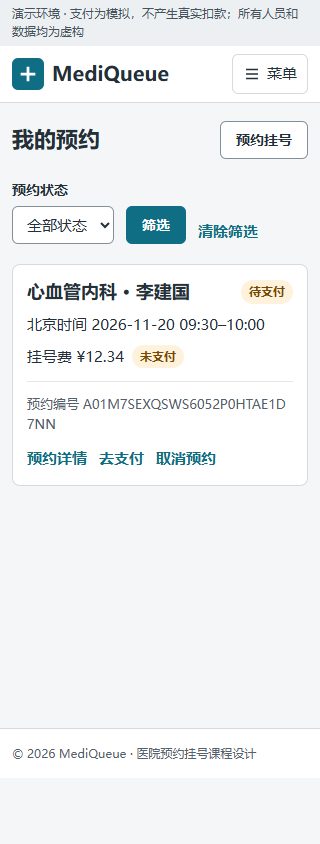 演示环境 · 支付为模拟，不产生真实扣款；所有人员和
数据均为虚构
MediQueue
菜单
我的预约
预约挂号
预约状态
全部状态
筛选
清除筛选
心血管内科 · 李建国
待支付
北京时间 2026-11-20 09:30–10:00
挂号费 ¥12.34
未支付
预约编号 A01M7SEXQSWS6052P0HTAE1D
7NN
预约详情 去支付 取消预约
© 2026 MediQueue · 医院预约挂号课程设计